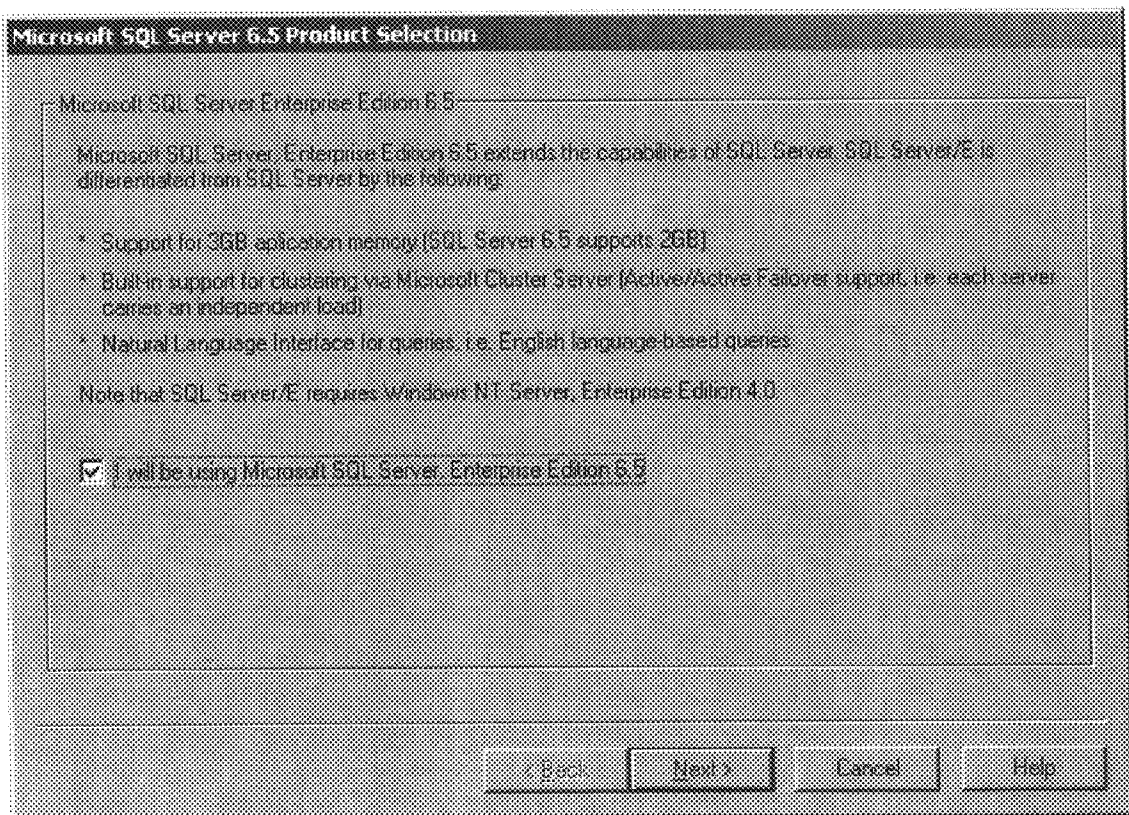 Microsoft SQL Server 6.5 Product Selection
Microsoft SQL Server Enterprise Edition 6.5
Microsoft SQL Server, Enterprise Edition 6.5 extends the capabilities of SQL Server. SQL Server/E is
differentiated from SQL Server by the following:
* Support for 3GB aplication memory (SQL Server 6.5 supports 2GB)
* Built-in support for clustering via Microsoft Cluster Server (Active/Active Failover support, i.e. each server
carries an independent load)
* Natural Language Interface for queries, i.e. English language-based queries
Note that SQL Server/E requires Windows NT Server, Enterprise Edition 4.0.
I will be using Microsoft SQL Server, Enterprise Edition 6.5
< Back Next > Cancel Help